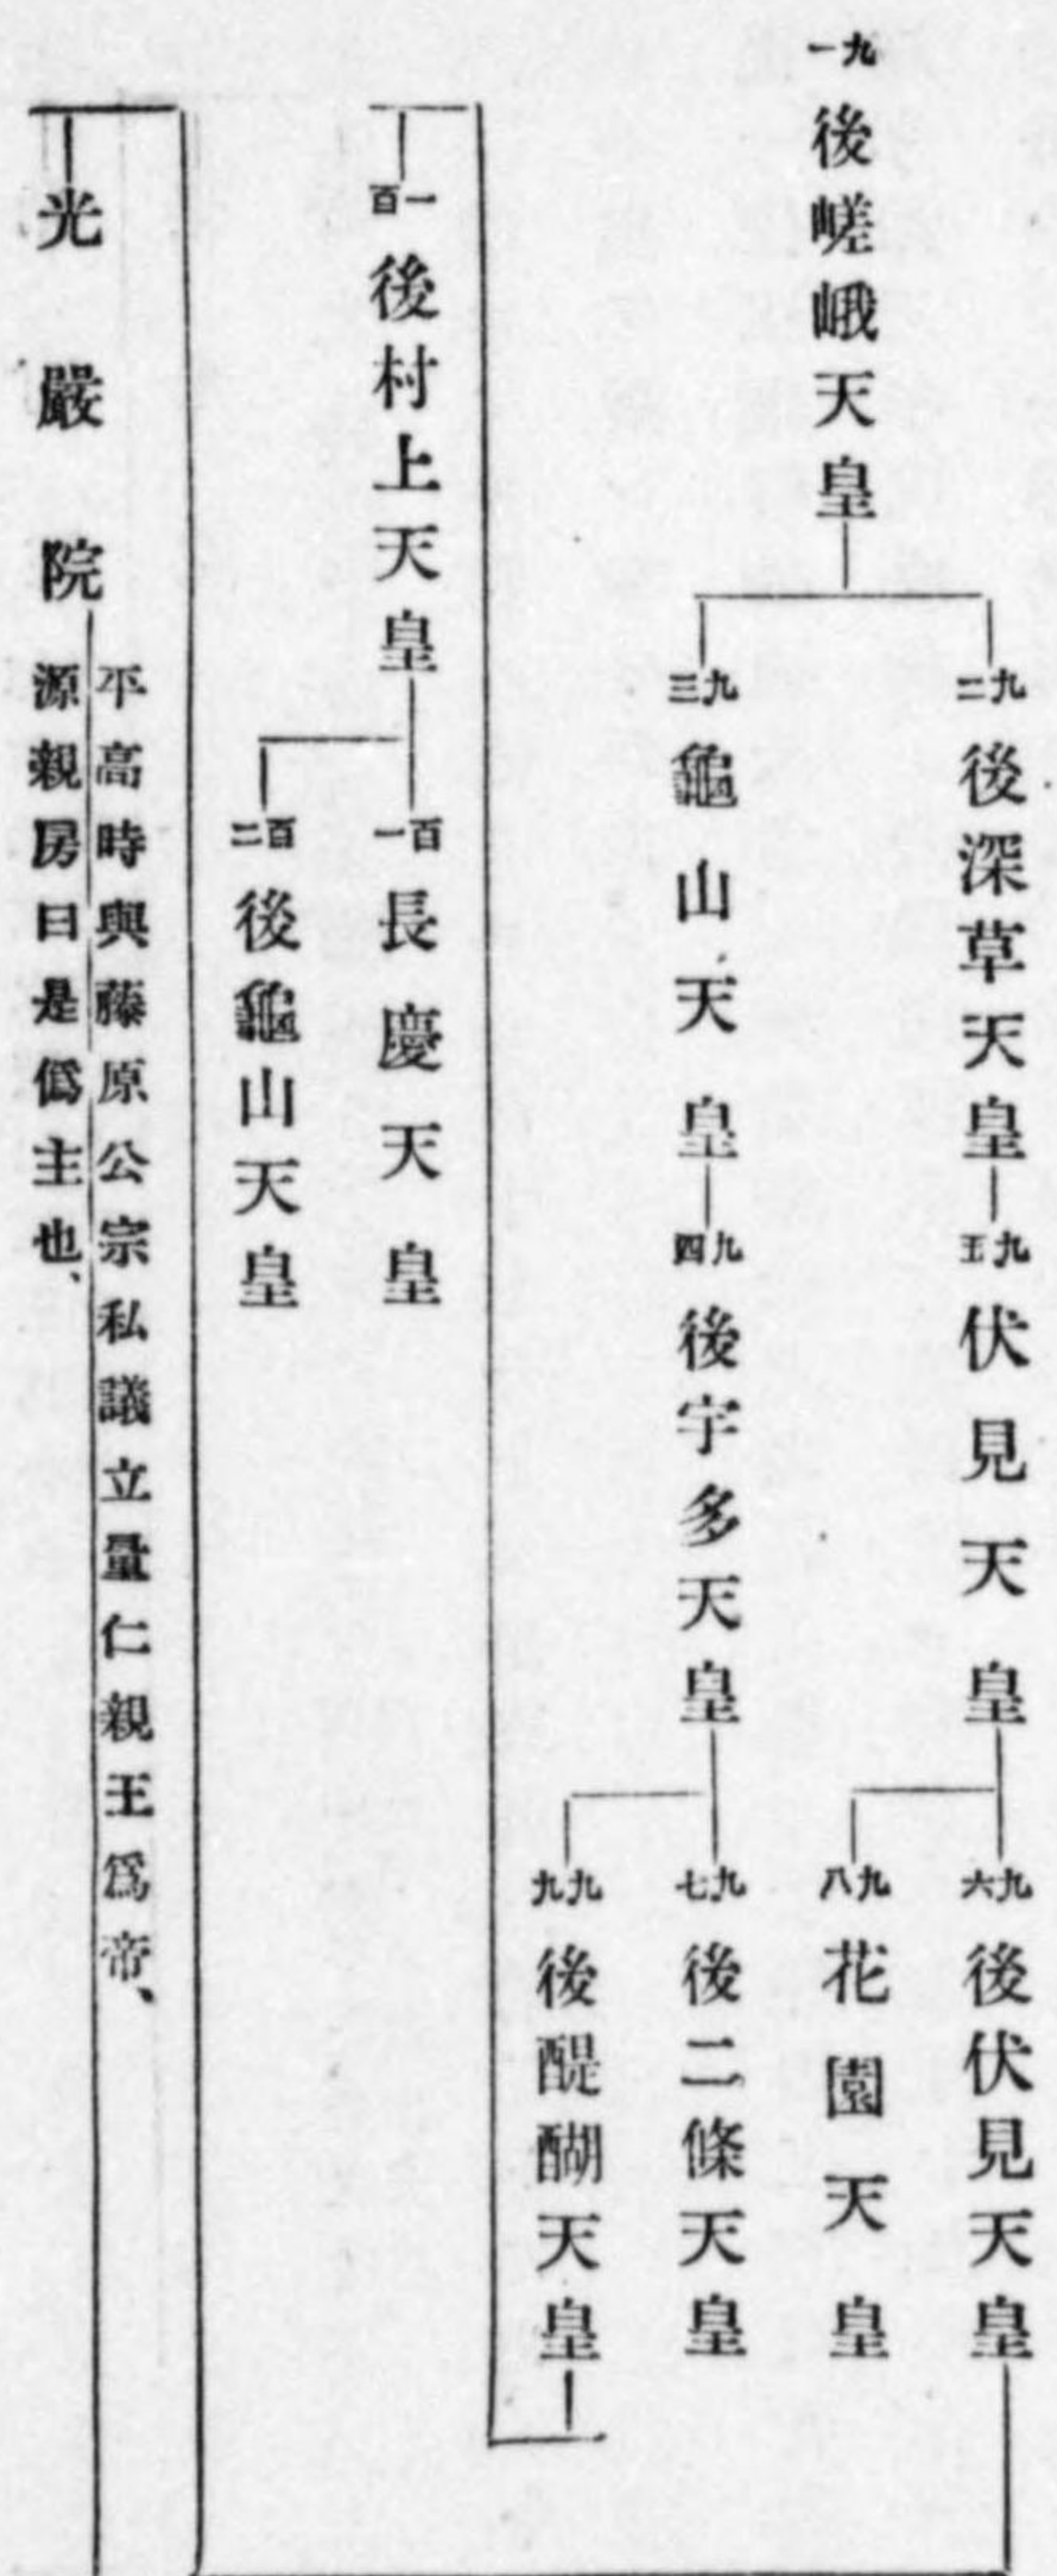 九一
後嵯峨天皇
九二
後深草天皇
九五
伏見天皇
九六
後伏見天皇
九八
花園天皇
九三
龜山天皇
九四
後宇多天皇
九七
後二條天皇
九九
後醍醐天皇
一百
後村上天皇
百一
長慶天皇
百二
後龜山天皇
光嚴院
平高時與藤原公宗私議立量仁親王爲帝、
源親房曰是僞主也、